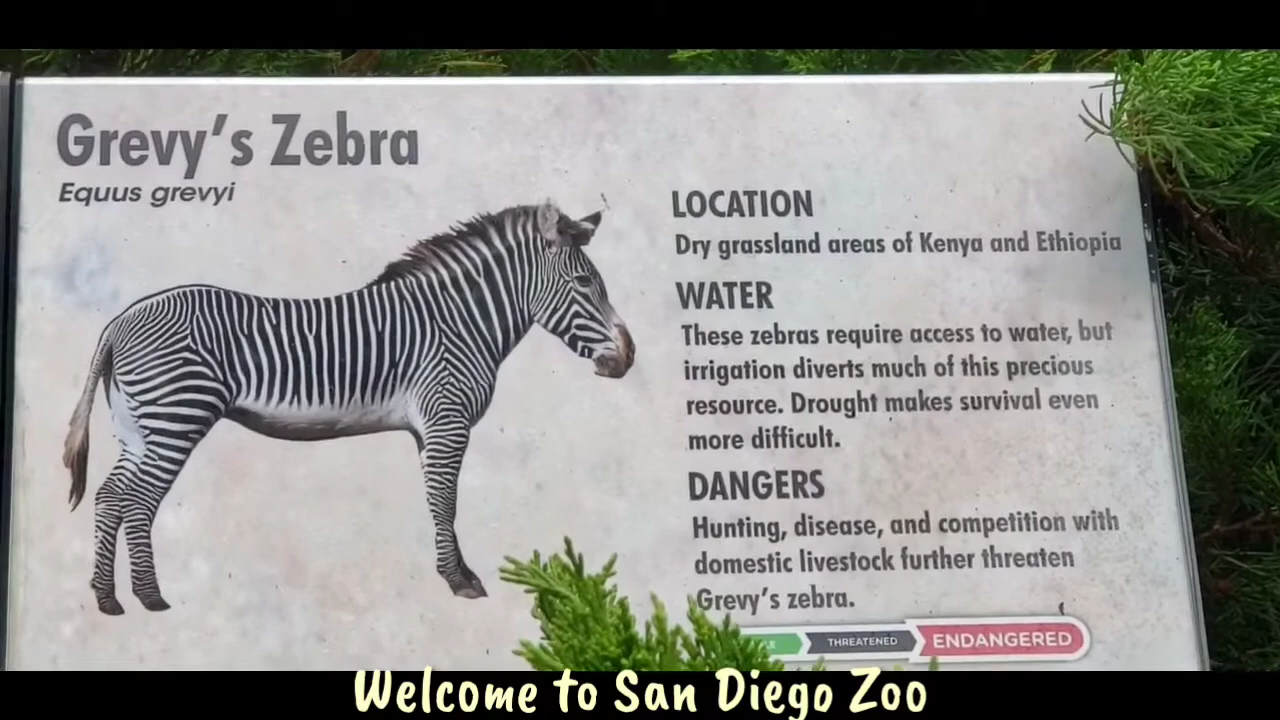 Grevy's Zebra
Equus grevyi
LOCATION
Dry grassland areas of Kenya and Ethiopia
WATER
These zebras require access to water, but
irrigation diverts much of this precious
resource. Drought makes survival even
more difficult.
DANGERS
Hunting, disease, and competition with
domestic livestock further threaten
Grevy's zebra.
THREATENED ENDANGERED
Welcome to San Diego Zoo